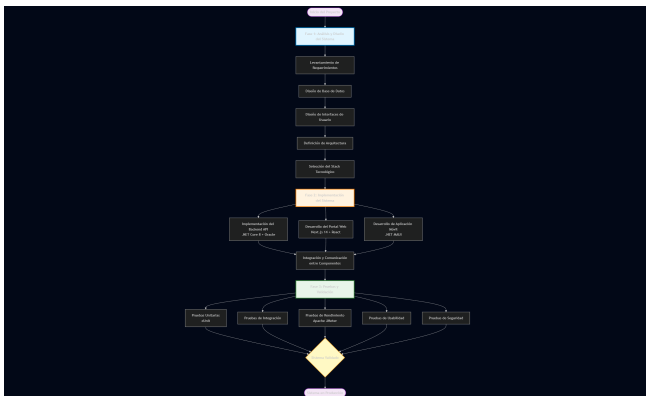 Levantamiento de
Requerimientos
Diseño de Base de Datos
Diseño de Interfaces de
Usuario
Definición de Arquitectura
Selección del Stack
Tecnológico
Implementación del
Backend API
.NET Core 8 + Oracle
Desarrollo del Portal Web
Next.js 14 + React
Desarrollo de Aplicación
Móvil
.NET MAUI
Integración y Comunicación
entre Componentes
Pruebas Unitarias
xUnit
Pruebas de Integración
Pruebas de Rendimiento
Apache JMeter
Pruebas de Usabilidad
Pruebas de Seguridad